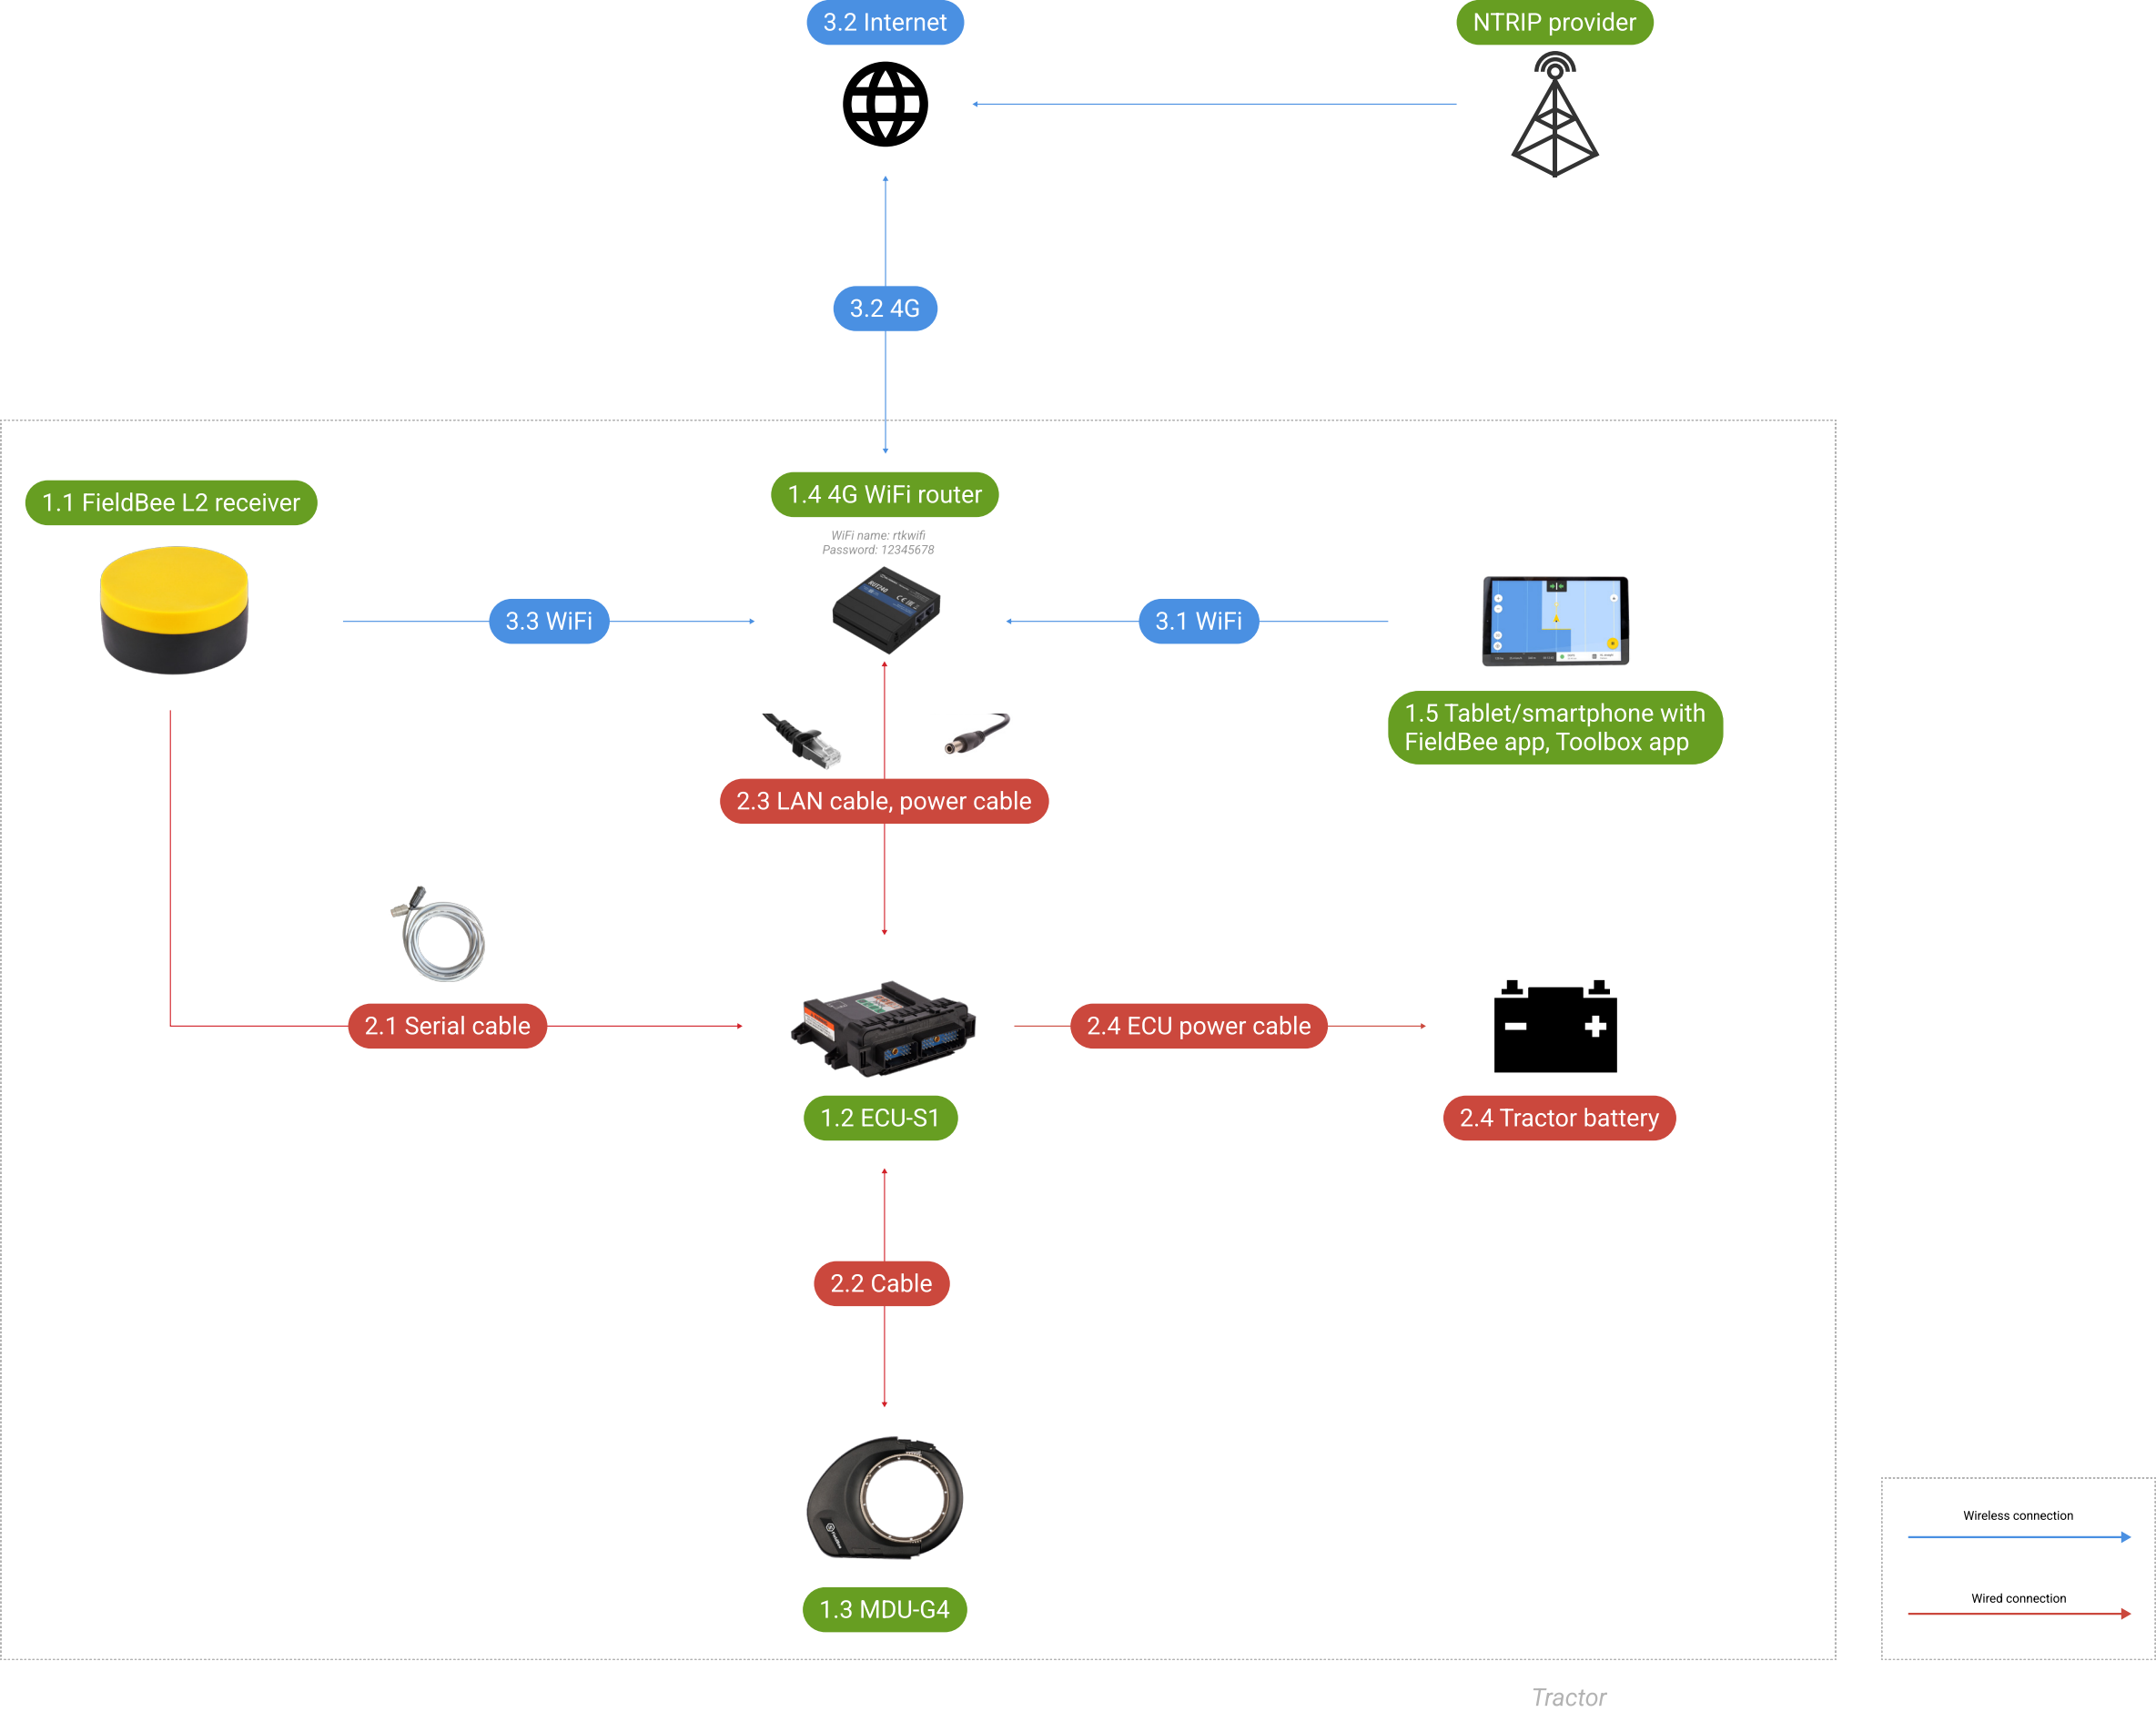 3.2 Internet
NTRIP provider
3.2 4G
1.1 FieldBee L2 receiver
1.4 4G WiFi router
WiFi name: rtkwifi
Password: 12345678
RUT240
3.3 WiFi
3.1 WiFi
1.5 Tablet/smartphone with
FieldBee app, Toolbox app
2.3 LAN cable, power cable
2.1 Serial cable
2.4 ECU power cable
1.2 ECU-S1
2.4 Tractor battery
2.2 Cable
1.3 MDU-G4
Wireless connection
Wired connection
Tractor